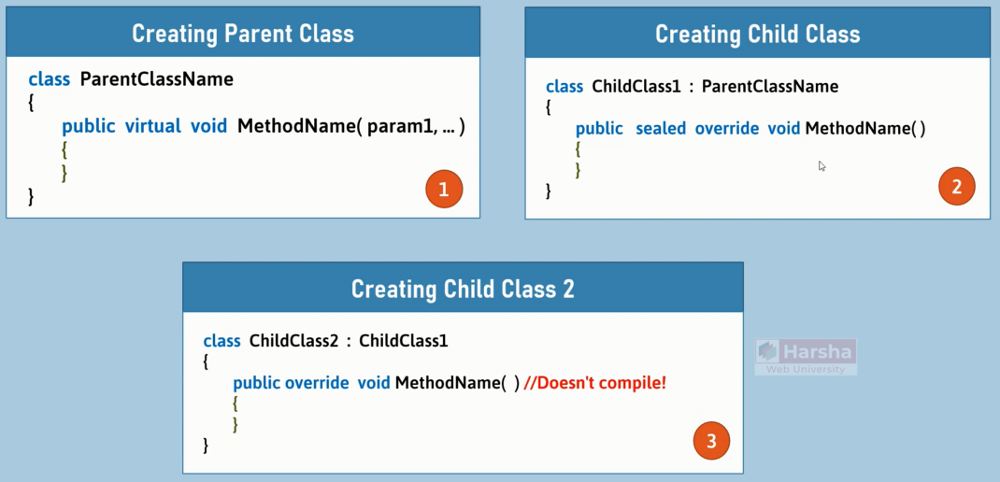 Creating Parent Class
class ParentClassName
{
public virtual void MethodName( param1, ... )
{
}
}
1
Creating Child Class
class ChildClass1 : ParentClassName
{
public sealed override void MethodName( )
{
}
}
2
Creating Child Class 2
class ChildClass2 : ChildClass1
{
public override void MethodName( ) //Doesn't compile!
{
}
}
3
Harsha
Web University